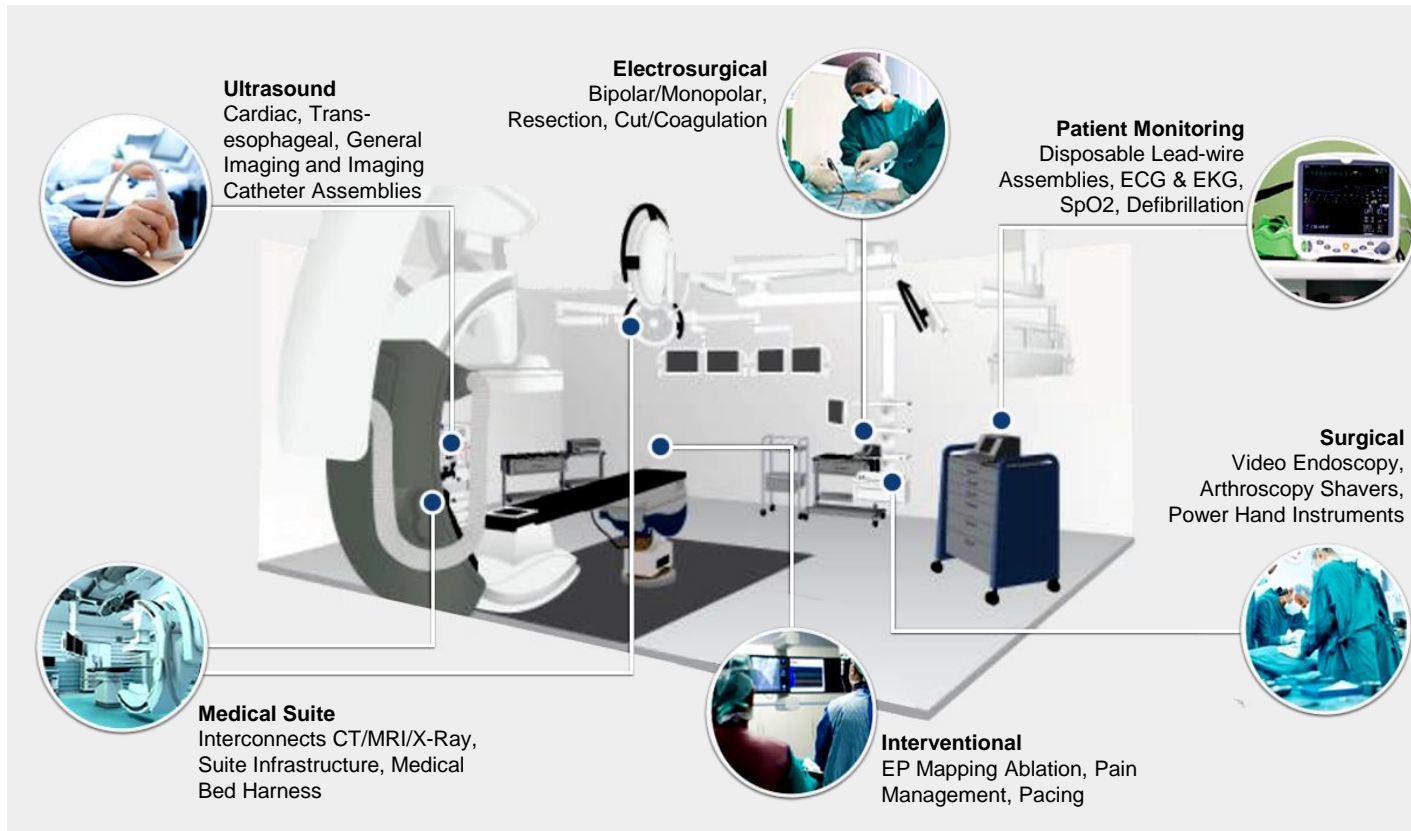 Ultrasound
Cardiac, Trans-
esophageal, General
Imaging and Imaging
Catheter Assemblies
Electrosurgical
Bipolar/Monopolar,
Resection, Cut/Coagulation
Patient Monitoring
Disposable Lead-wire
Assemblies, ECG & EKG,
SpO2, Defibrillation
Surgical
Video Endoscopy,
Arthroscopy Shavers,
Power Hand Instruments
Medical Suite
Interconnects CT/MRI/X-Ray,
Suite Infrastructure, Medical
Bed Harness
Interventional
EP Mapping Ablation, Pain
Management, Pacing